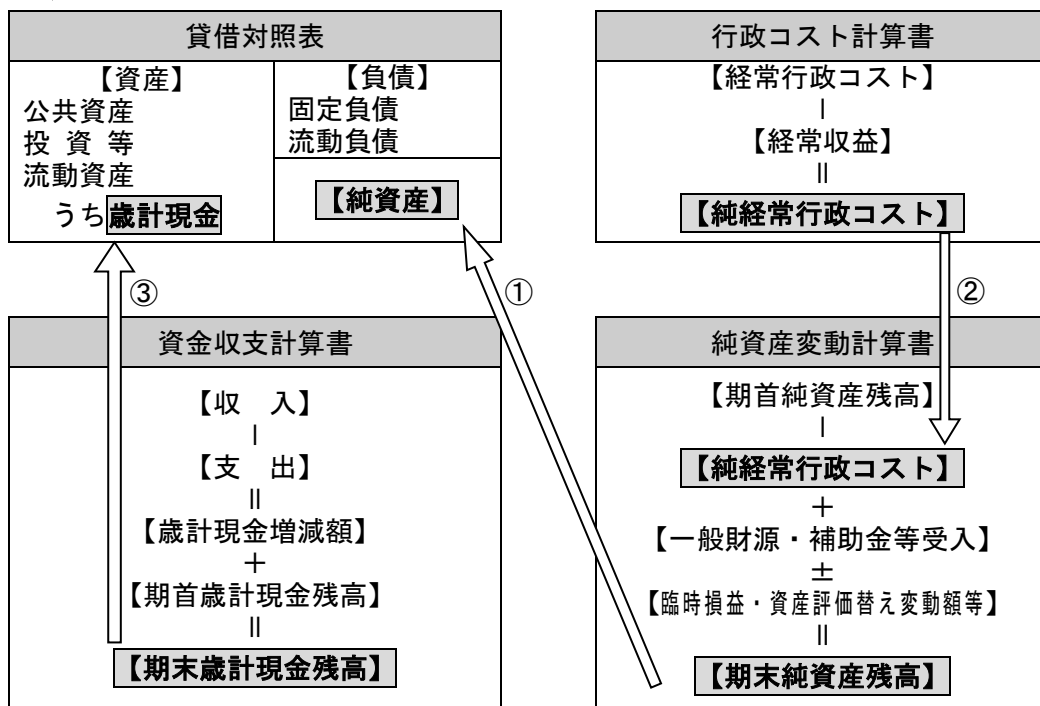 貸借対照表
【資産】
公共資産
投 資 等
流動資産
うち歳計現金
【負債】
固定負債
流動負債
【純資産】
行政コスト計算書
【経常行政コスト】
－
【経常収益】
＝
【純経常行政コスト】
③
①
②
資金収支計算書
【収　入】
－
【支　出】
＝
【歳計現金増減額】
＋
【期首歳計現金残高】
＝
【期末歳計現金残高】
純資産変動計算書
【期首純資産残高】
－
【純経常行政コスト】
＋
【一般財源・補助金等受入】
±
【臨時損益・資産評価替え変動額等】
＝
【期末純資産残高】